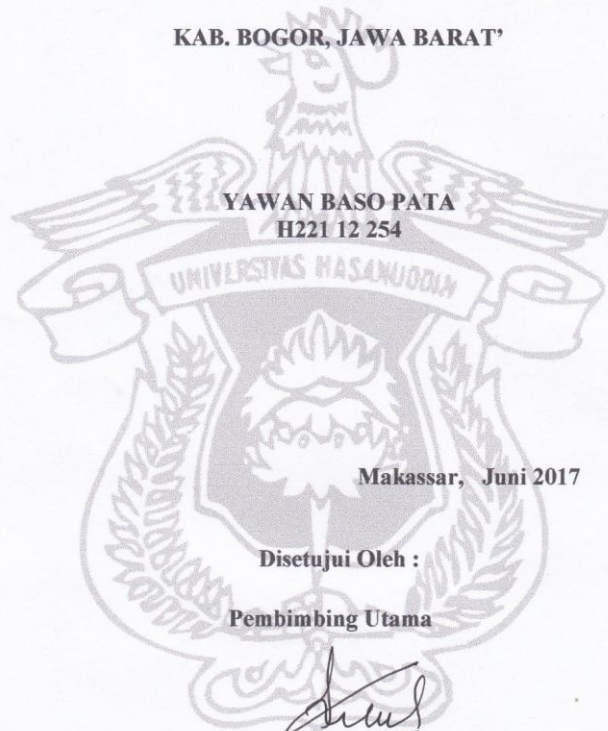 KAB. BOGOR, JAWA BARAT’
YAWAN BASO PATA
H221 12 254
UNIVERSITAS HASANUDDIN
Makassar, Juni 2017
Disetujui Oleh :
Pembimbing Utama